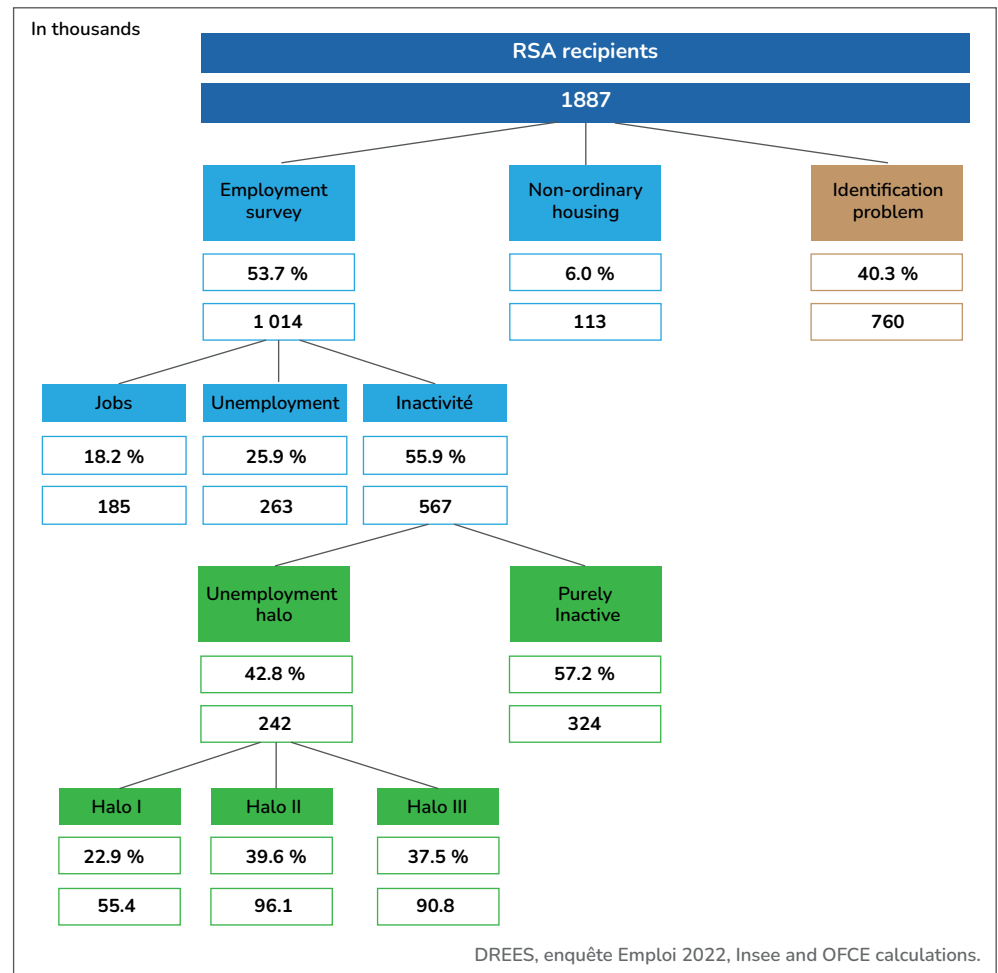 In thousands
RSA recipients
1887
Employment
survey
Non-ordinary
housing
Identification
problem
53.7 %
6.0 %
40.3 %
1 014
113
760
Jobs
Unemployment
Inactivité
18.2 %
25.9 %
55.9 %
185
263
567
Unemployment
halo
Purely
Inactive
42.8 %
57.2 %
242
324
Halo I
Halo II
Halo III
22.9 %
39.6 %
37.5 %
55.4
96.1
90.8
DREES, enquête Emploi 2022, Insee and OFCE calculations.